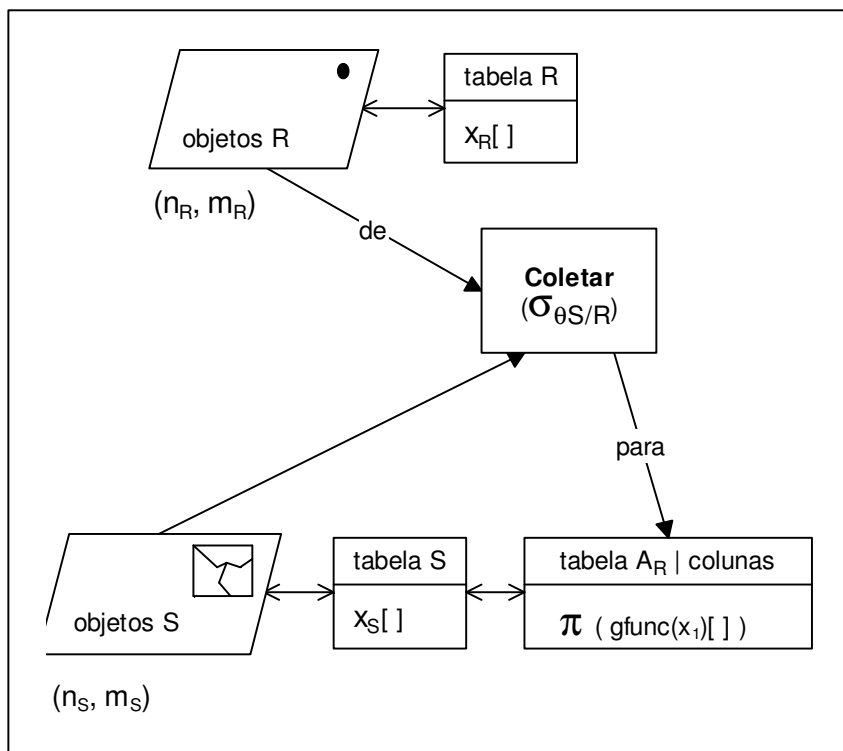 tabela R
objetos R
x_R[ ]
(n_R, m_R)
de
Coletar
(σ_θS/R)
para
tabela S
tabela A_R | colunas
objetos S
x_S[ ]
π ( gfunc(x_1)[ ] )
(n_S, m_S)